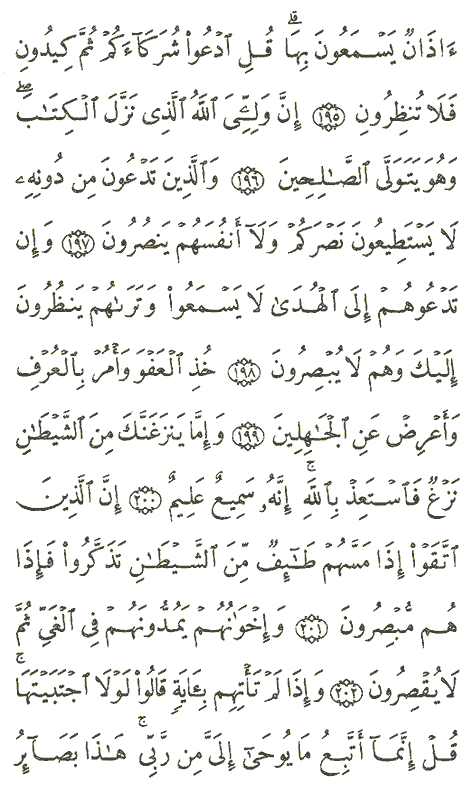 ءَاذَانٌ يَسْمَعُونَ بِهَا ۗ قُلِ ٱدْعُوا۟ شُرَكَآءَكُمْ ثُمَّ كِيدُونِ
فَلَا تُنظِرُونِ ١٩٥ إِنَّ وَلِـِّۧىَ ٱللَّهُ ٱلَّذِى نَزَّلَ ٱلْكِتَـٰبَ ۖ
وَهُوَ يَتَوَلَّى ٱلصَّـٰلِحِينَ ١٩٦ وَٱلَّذِينَ تَدْعُونَ مِن دُونِهِۦ
لَا يَسْتَطِيعُونَ نَصْرَكُمْ وَلَآ أَنفُسَهُمْ يَنصُرُونَ ١٩٧ وَإِن
تَدْعُوهُمْ إِلَى ٱلْهُدَىٰ لَا يَسْمَعُوا۟ وَتَرَىٰهُمْ يَنظُرُونَ
إِلَيْكَ وَهُمْ لَا يُبْصِرُونَ ١٩٨ خُذِ ٱلْعَفْوَ وَأْمُرْ بِٱلْعُرْفِ
وَأَعْرِضْ عَنِ ٱلْجَـٰهِلِينَ ١٩٩ وَإِمَّا يَنزَغَنَّكَ مِنَ ٱلشَّيْطَـٰنِ
نَزْغٌ فَٱسْتَعِذْ بِٱللَّهِ ۚ إِنَّهُۥ سَمِيعٌ عَلِيمٌ ٢٠٠ إِنَّ ٱلَّذِينَ
ٱتَّقَوْا۟ إِذَا مَسَّهُمْ طَـٰٓئِفٌ مِّنَ ٱلشَّيْطَـٰنِ تَذَكَّرُوا۟ فَإِذَا
هُم مُّبْصِرُونَ ٢٠١ وَإِخْوَٰنُهُمْ يَمُدُّونَهُمْ فِى ٱلْغَىِّ ثُمَّ
لَا يُقْصِرُونَ ٢٠٢ وَإِذَا لَمْ تَأْتِهِم بِـَٔايَةٍ قَالُوا۟ لَوْلَا ٱجْتَبَيْتَهَا ۚ
قُلْ إِنَّمَآ أَتَّبِعُ مَا يُوحَىٰٓ إِلَىَّ مِن رَّبِّى ۚ هَـٰذَا بَصَآئِرُ